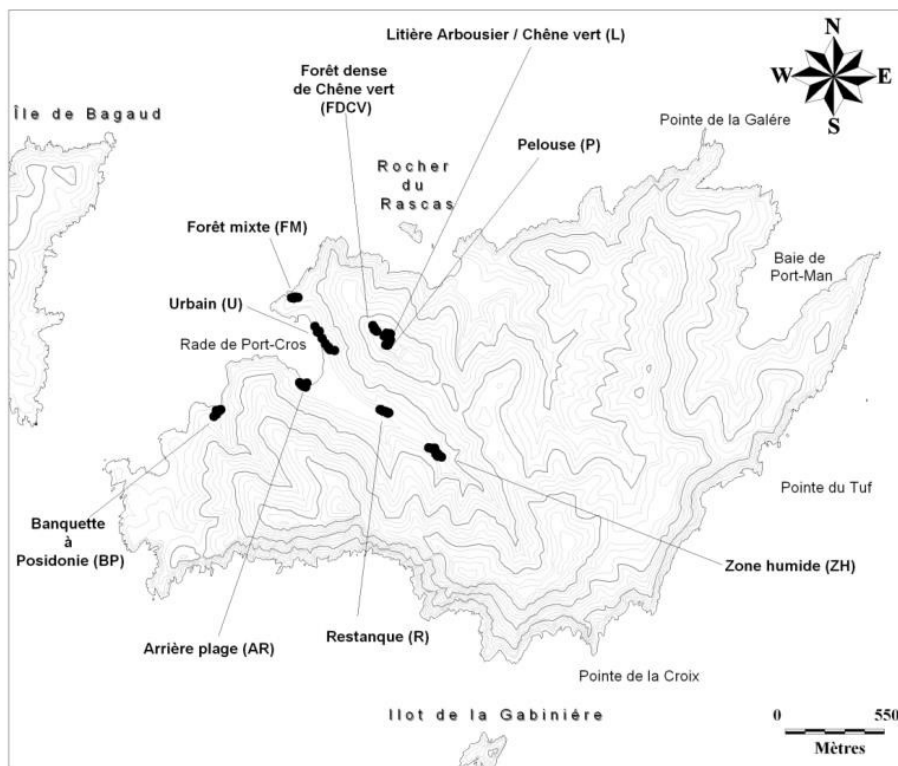 Litière Arbousier / Chêne vert (L)
N
W
E
S
Forêt dense
de Chêne vert
(FDCV)
Île de Bagaud
Pointe de la Galére
Pelouse (P)
Rocher
du
Rascas
Forêt mixte (FM)
Baie de
Port-Man
Urbain (U)
Rade de Port-Cros
Pointe du Tuf
Banquette
à
Posidonie (BP)
Zone humide (ZH)
Restanque (R)
Arrière plage (AR)
Pointe de la Croix
Ilot de la Gabinière
0
550
Mètres